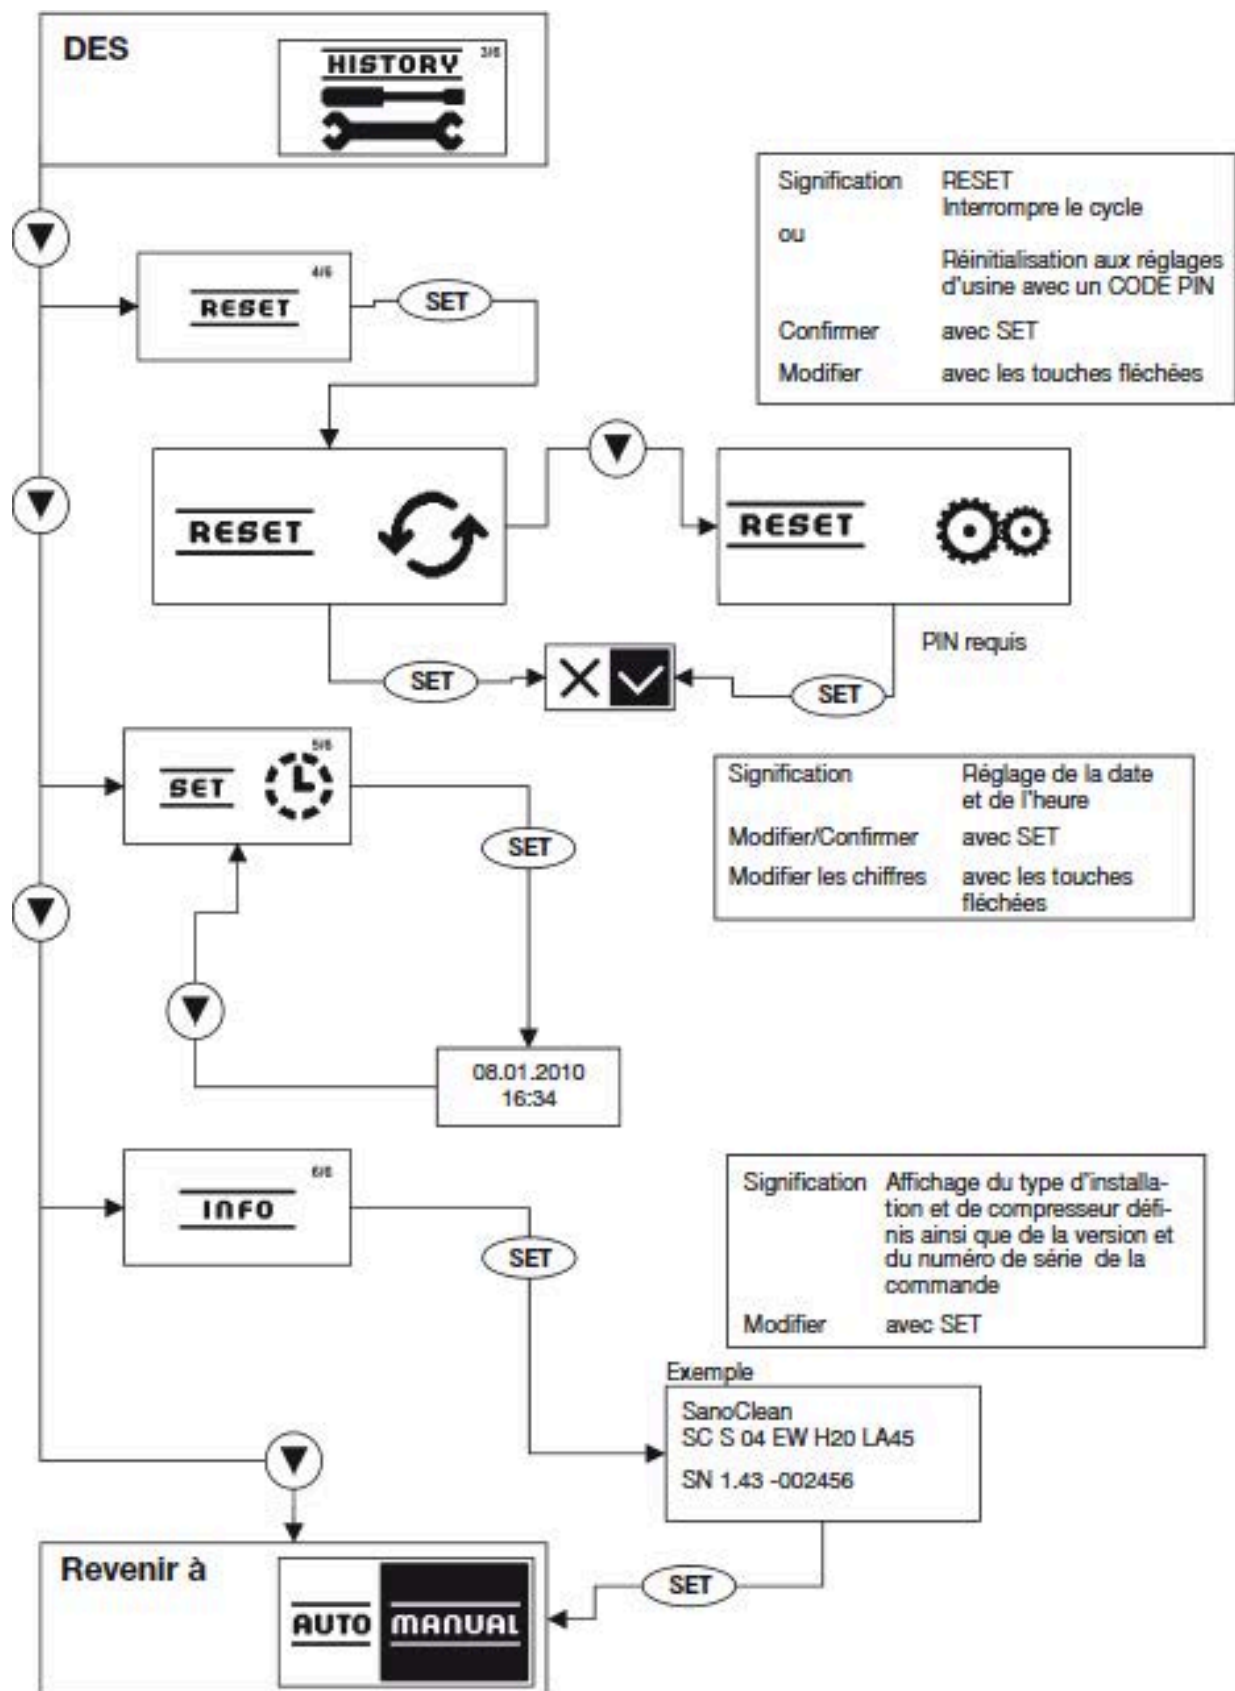 DES
HISTORY
3/6
Signification RESET
Interrompre le cycle
ou
Réinitialisation aux réglages
d'usine avec un CODE PIN
Confirmer avec SET
Modifier avec les touches fléchées
4/6
RESET
SET
RESET
RESET
PIN requis
SET
SET
5/6
SET
SET
Signification Réglage de la date
et de l'heure
Modifier/Confirmer avec SET
Modifier les chiffres avec les touches
fléchées
08.01.2010
16:34
6/6
INFO
SET
Signification Affichage du type d'installa-
tion et de compresseur défi-
nis ainsi que de la version et
du numéro de série de la
commande
Modifier avec SET
Exemple
SanoClean
SC S 04 EW H20 LA45
SN 1.43 -002456
SET
Revenir à
AUTO MANUAL